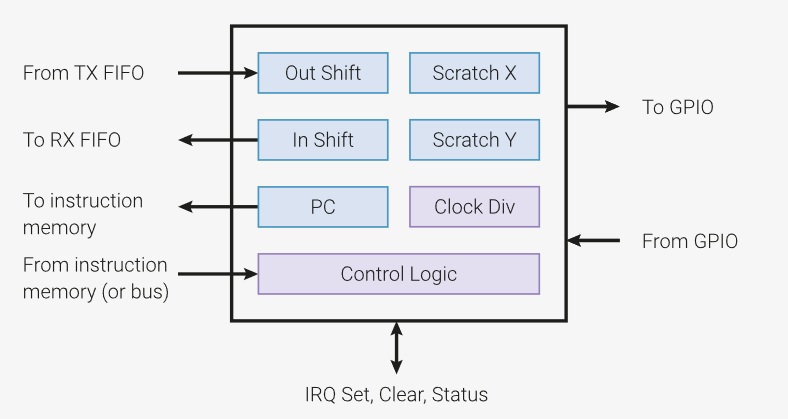 From TX FIFO
Out Shift
Scratch X
To GPIO
To RX FIFO
In Shift
Scratch Y
To instruction
memory
PC
Clock Div
From GPIO
From instruction
memory (or bus)
Control Logic
IRQ Set, Clear, Status